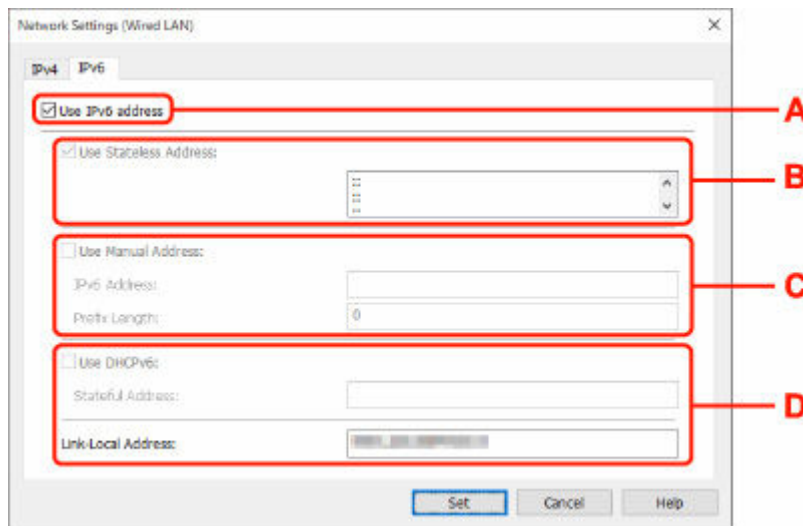 Network Settings (Wired LAN)
IPv4 IPv6
Use IPv6 address
A
Use Stateless Address:
B
::
::
::
Use Manual Address:
IPv6 Address:
C
Prefix Length: 0
Use DHCPv6:
Stateful Address:
D
Link-Local Address:
Set Cancel Help